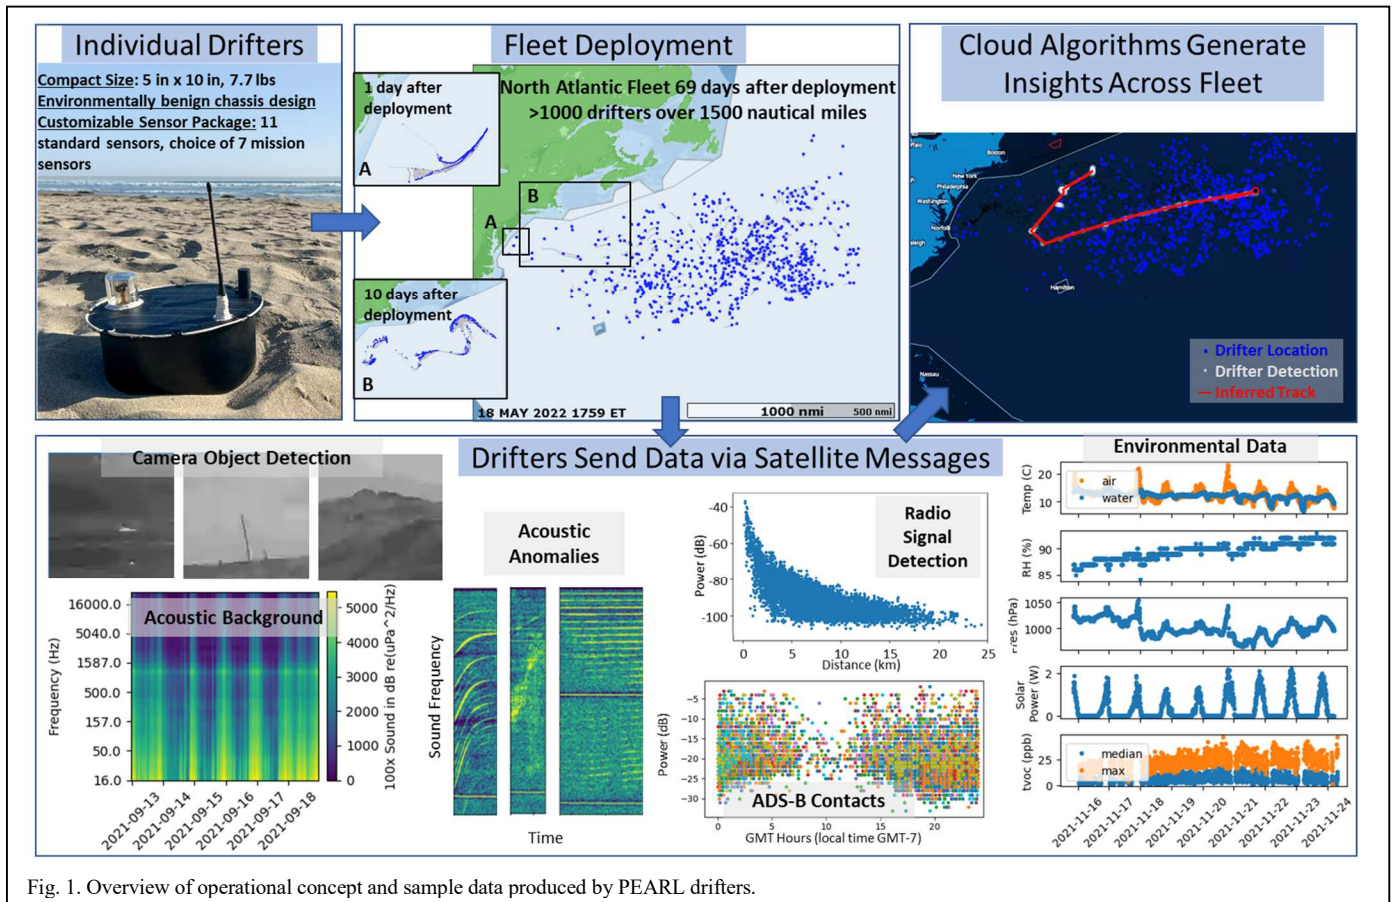 Individual Drifters
Compact Size: 5 in x 10 in, 7.7 lbs
Environmentally benign chassis design
Customizable Sensor Package: 11
standard sensors, choice of 7 mission
sensors
Fleet Deployment
1 day after
deployment
A
North Atlantic Fleet 69 days after deployment
>1000 drifters over 1500 nautical miles
B
A
10 days after
deployment
B
18 MAY 2022 1759 ET
1000 nmi
500 nmi
Cloud Algorithms Generate
Insights Across Fleet
Boston
New York
Philadelphia
Washington
Norfolk
Hamilton
Nassau
Drifter Location
Drifter Detection
Inferred Track
Drifters Send Data via Satellite Messages
Camera Object Detection
Acoustic Background
Frequency (Hz)
16000.0
5040.0
1587.0
500.0
157.0
50.0
16.0
2021-09-13
2021-09-14
2021-09-15
2021-09-16
2021-09-17
2021-09-18
5000
4000
3000
2000
1000
0
100x Sound in dB re(uPa^2/Hz)
Acoustic
Anomalies
Sound Frequency
Time
Radio
Signal
Detection
Power (dB)
-40
-60
-80
-100
0
5
10
15
20
25
Distance (km)
Power (dB)
−5
−10
−15
−20
−25
−30
ADS-B Contacts
0
5
10
15
20
GMT Hours (local time GMT-7)
Environmental Data
Temp (C)
20
10
air
water
RH (%)
90
85
1050
1000
(hPa)
Solar
Power (W)
2
0
tvoc (ppb)
25
0
median
max
2021-11-16
2021-11-17
2021-11-18
2021-11-19
2021-11-20
2021-11-21
2021-11-22
2021-11-23
2021-11-24
Fig. 1. Overview of operational concept and sample data produced by PEARL drifters.